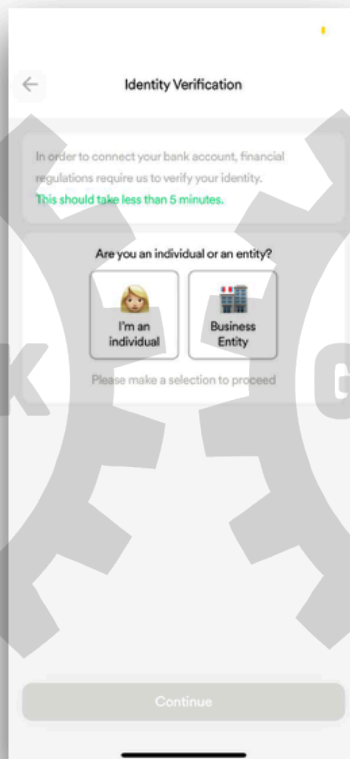 Identity Verification
In order to connect your bank account, financial
regulations require us to verify your identity.
This should take less than 5 minutes.
Are you an individual or an entity?
I'm an
individual
Business
Entity
Please make a selection to proceed
K
G
Continue